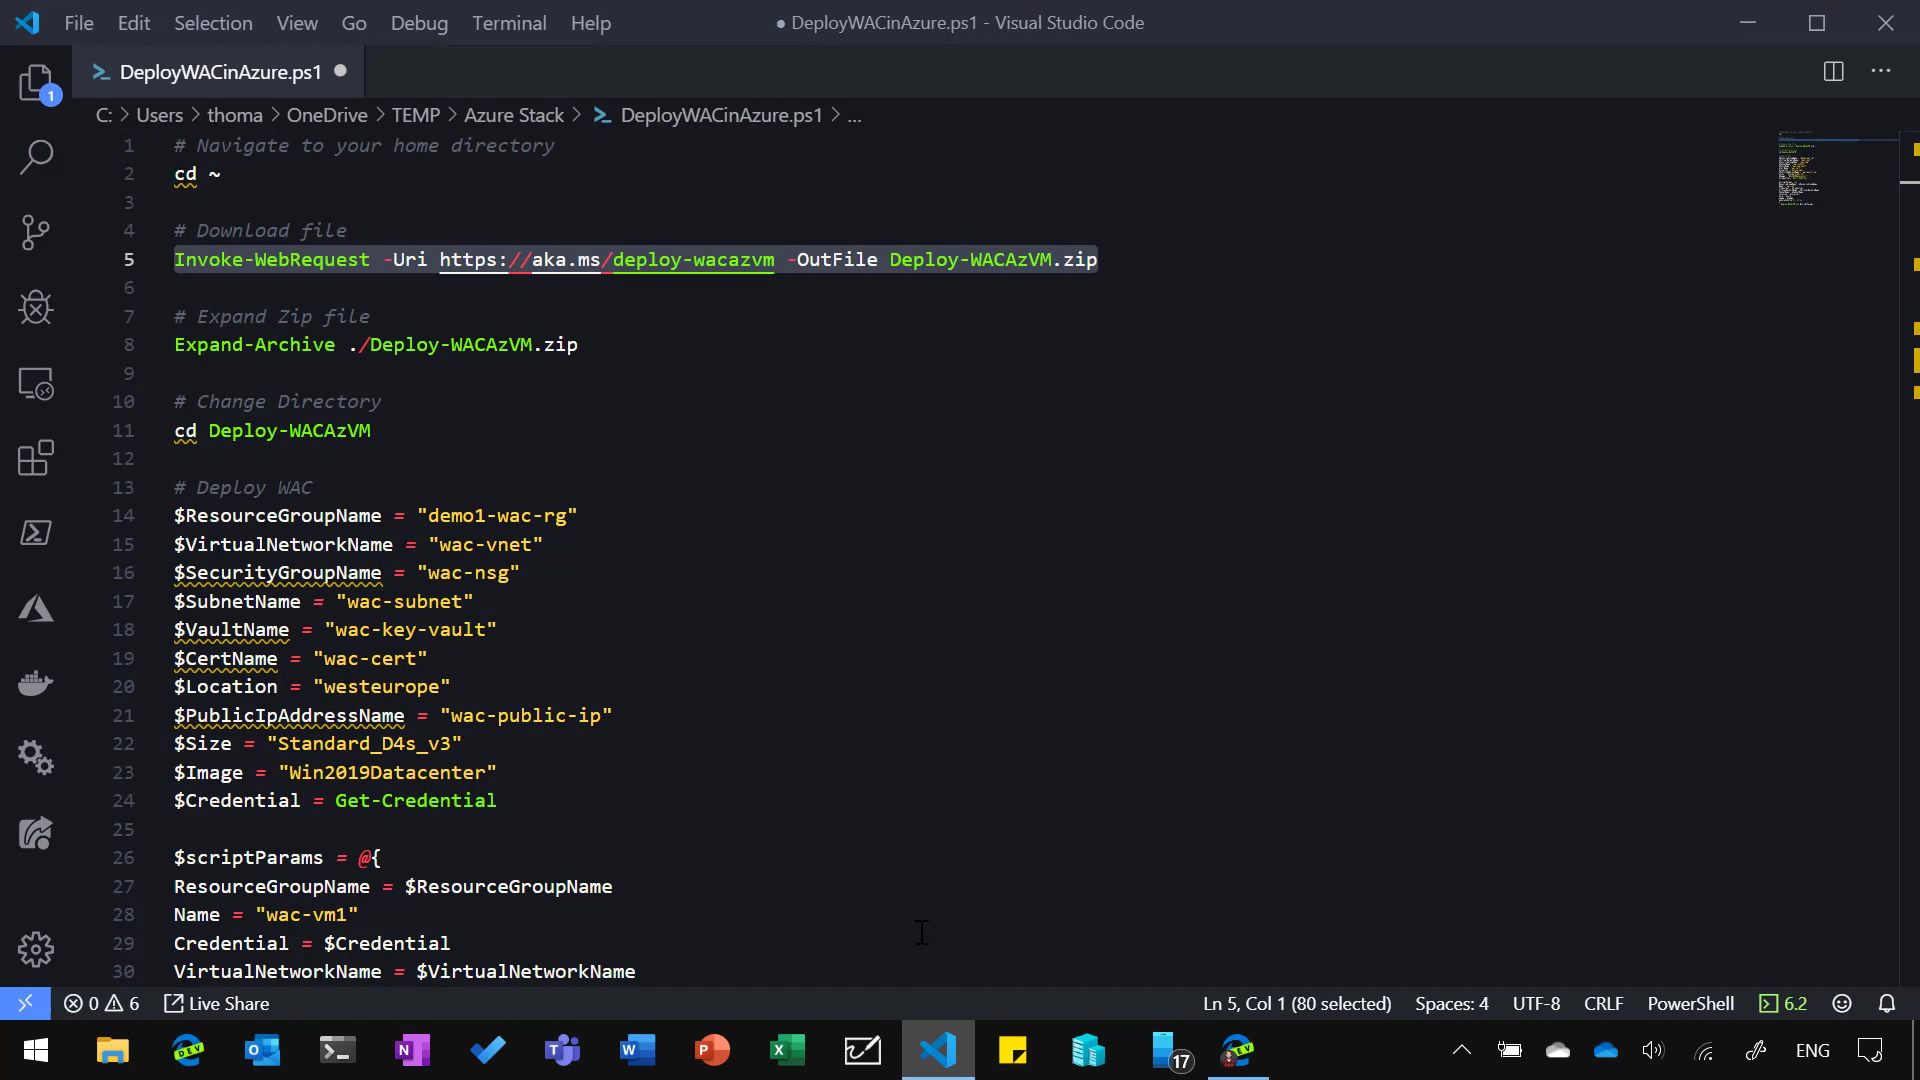 File Edit Selection View Go Debug Terminal Help
● DeployWACinAzure.ps1 - Visual Studio Code
DeployWACinAzure.ps1 ●
1
C: > Users > thoma > OneDrive > TEMP > Azure Stack > DeployWACinAzure.ps1 > ...
1 # Navigate to your home directory
2 cd ~
3
4 # Download file
5 Invoke-WebRequest -Uri https://aka.ms/deploy-wacazvm -OutFile Deploy-WACAzVM.zip
6
7 # Expand Zip file
8 Expand-Archive ./Deploy-WACAzVM.zip
9
10 # Change Directory
11 cd Deploy-WACAzVM
12
13 # Deploy WAC
14 $ResourceGroupName = "demo1-wac-rg"
15 $VirtualNetworkName = "wac-vnet"
16 $SecurityGroupName = "wac-nsg"
17 $SubnetName = "wac-subnet"
18 $VaultName = "wac-key-vault"
19 $CertName = "wac-cert"
20 $Location = "westeurope"
21 $PublicIpAddressName = "wac-public-ip"
22 $Size = "Standard_D4s_v3"
23 $Image = "Win2019Datacenter"
24 $Credential = Get-Credential
25
26 $scriptParams = @{
27 ResourceGroupName = $ResourceGroupName
28 Name = "wac-vm1"
29 Credential = $Credential
30 VirtualNetworkName = $VirtualNetworkName
0 6 Live Share
Ln 5, Col 1 (80 selected) Spaces: 4 UTF-8 CRLF PowerShell 6.2
DEV
17
ENG